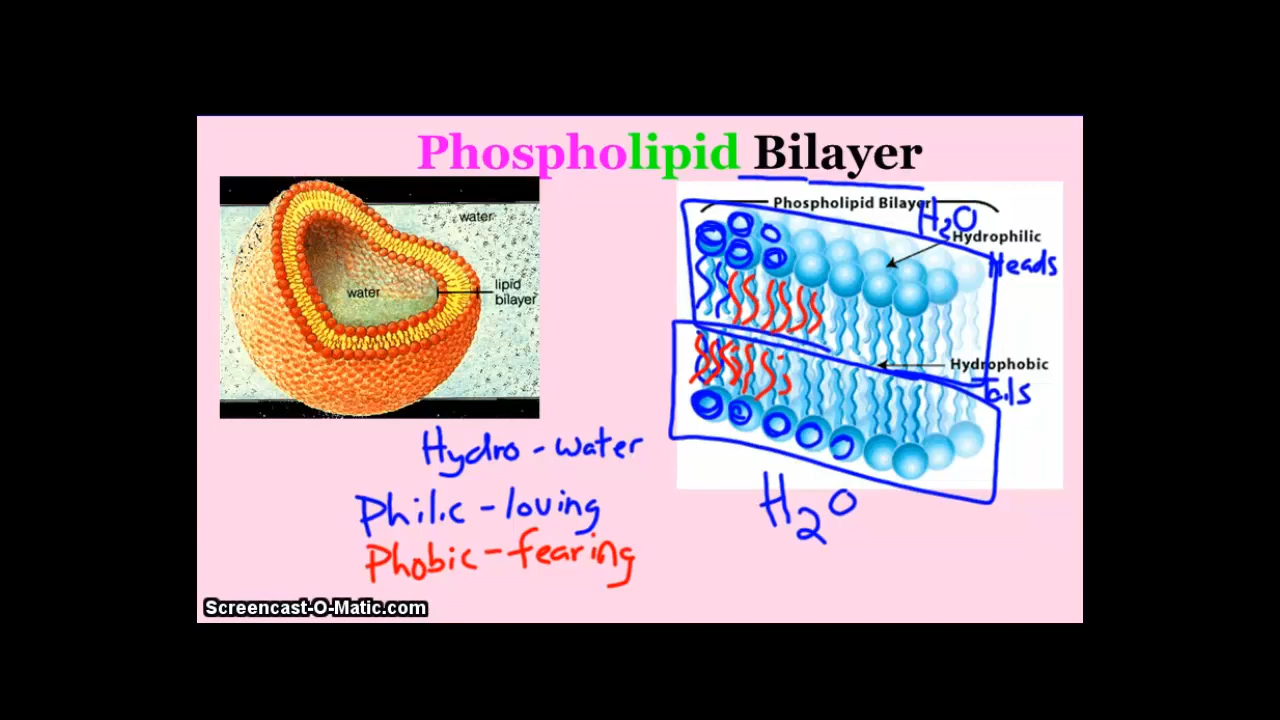 Phospholipid Bilayer
water
water
lipid
bilayer
Phospholipid Bilayer
H2O
Hydrophilic
Heads
Hydrophobic
Tails
Hydro - water
Philic - loving
Phobic - fearing
H2O
Screencast-O-Matic.com